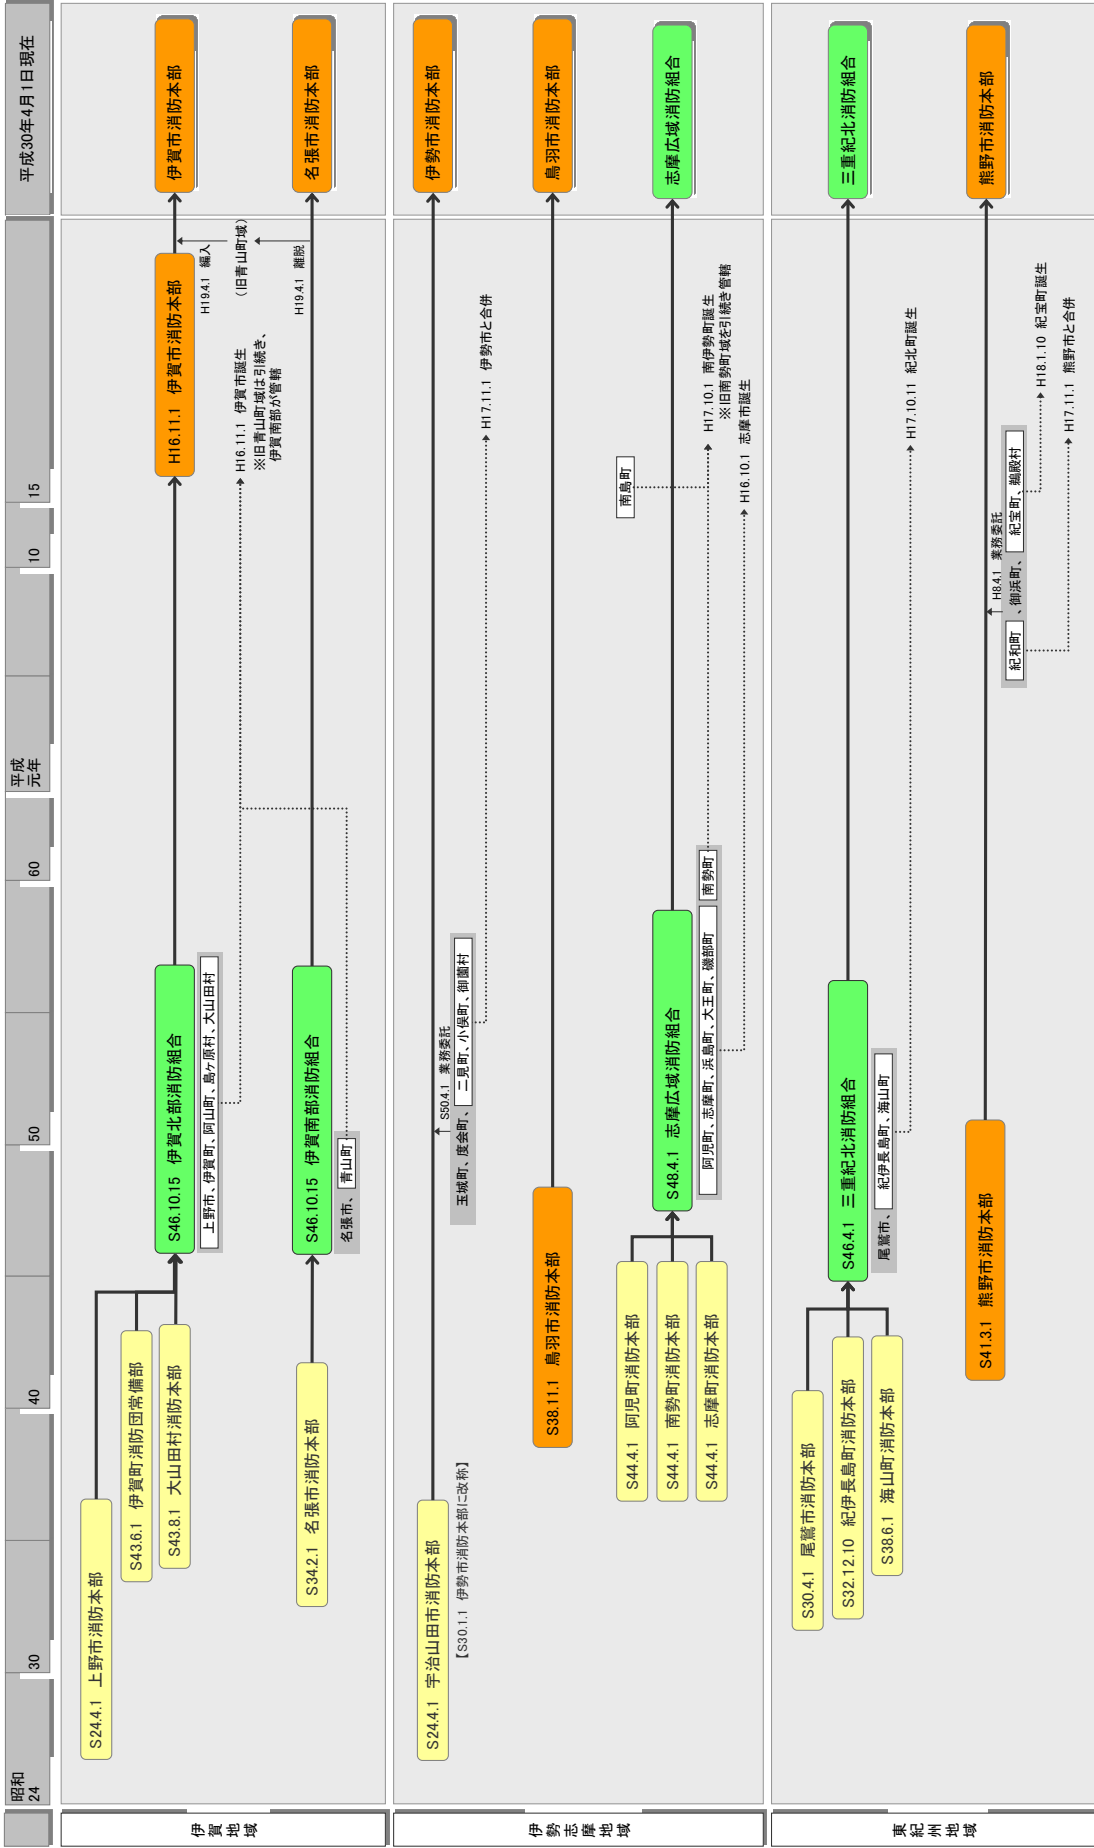 昭和
24
30
40
50
60
平成
元年
10
15
平成30年4月1日現在
伊賀地域
S24.4.1 上野市消防本部
S43.6.1 伊賀町消防団常備部
S43.8.1 大山田村消防本部
S46.10.15 伊賀北部消防組合
上野市、伊賀町、阿山町、島ヶ原村、大山田村
H16.11.1 伊賀市消防本部
伊賀市消防本部
H19.4.1 編入
(旧青山町域)
H19.4.1 離脱
H16.11.1 伊賀市誕生
※旧青山町域は引続き、
伊賀南部が管轄
S34.2.1 名張市消防本部
S46.10.15 伊賀南部消防組合
名張市、青山町
名張市消防本部
伊勢志摩地域
S24.4.1 宇治山田市消防本部
【S30.1.1 伊勢市消防本部に改称】
S50.4.1 業務委託
玉城町、度会町、二見町、小俣町、御薗村
H17.11.1 伊勢市と合併
伊勢市消防本部
S38.11.1 鳥羽市消防本部
鳥羽市消防本部
S44.4.1 阿児町消防本部
S44.4.1 南勢町消防本部
S44.4.1 志摩町消防本部
S48.4.1 志摩広域消防組合
阿児町、志摩町、浜島町、大王町、磯部町
南勢町
南島町
H17.10.1 南伊勢町誕生
※旧南勢町域を引続き管轄
H16.10.1 志摩市誕生
志摩広域消防組合
東紀州地域
S30.4.1 尾鷲市消防本部
S32.12.10 紀伊長島町消防本部
S38.6.1 海山町消防本部
S46.4.1 三重紀北消防組合
尾鷲市、紀伊長島町、海山町
H17.10.11 紀北町誕生
三重紀北消防組合
S41.3.1 熊野市消防本部
H8.4.1 業務委託
紀和町、御浜町、紀宝町、鵜殿村
H18.1.10 紀宝町誕生
H17.11.1 熊野市と合併
熊野市消防本部